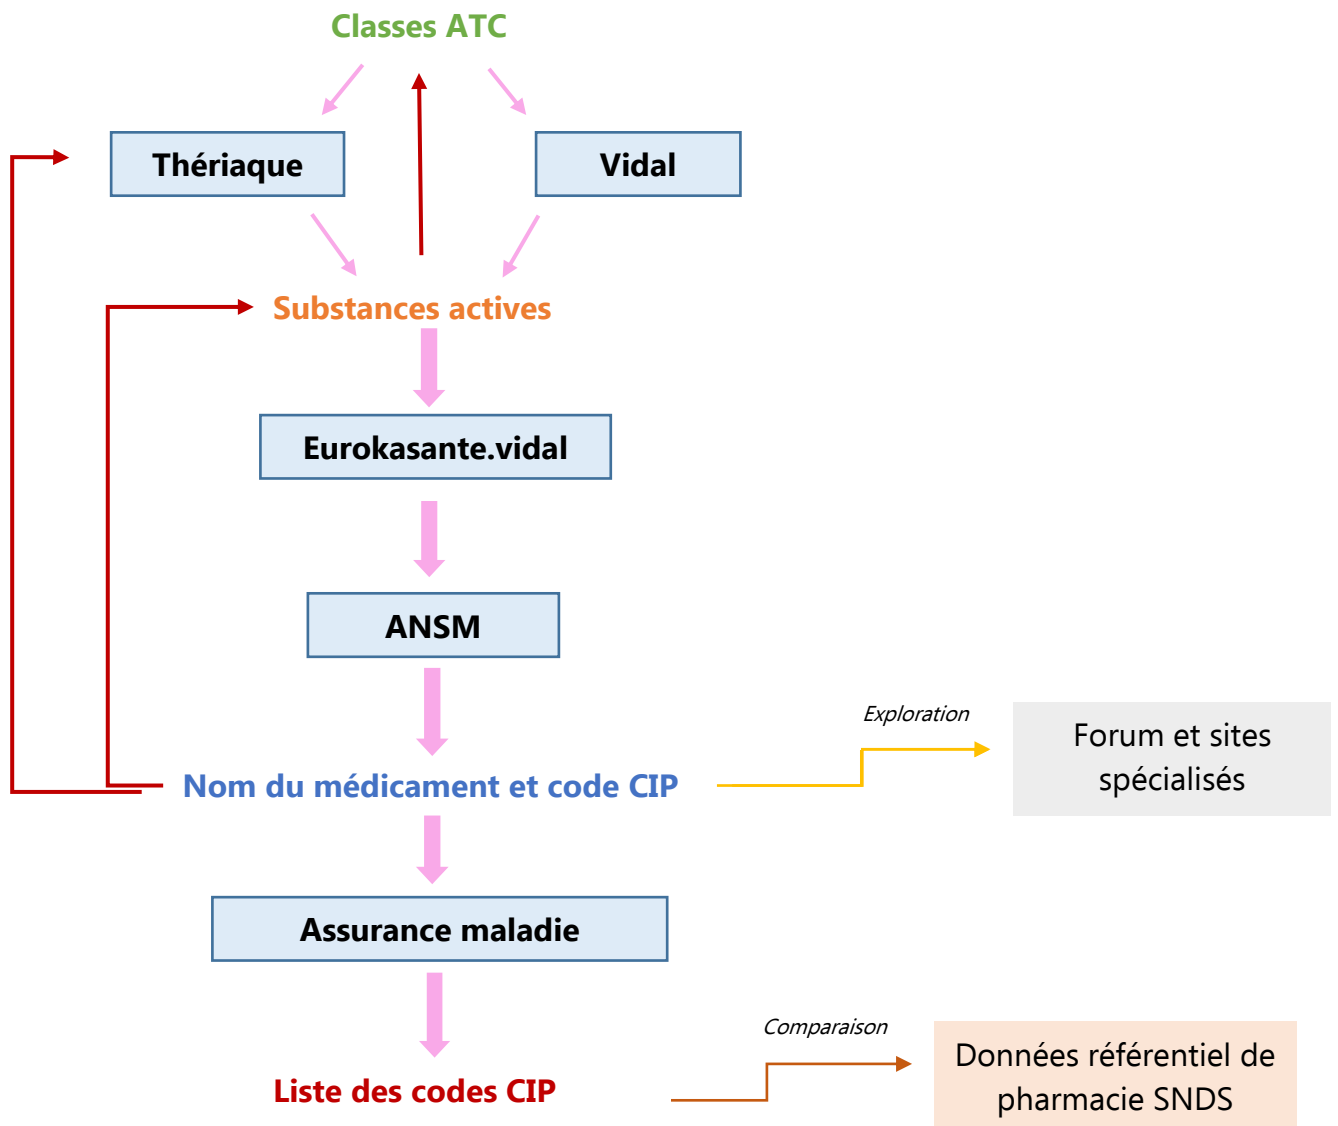 Classes ATC
Thériaque
Vidal
Substances actives
Eurokasante.vidal
ANSM
Exploration
Forum et sites
spécialisés
Nom du médicament et code CIP
Assurance maladie
Comparaison
Données référentiel de
pharmacie SNDS
Liste des codes CIP